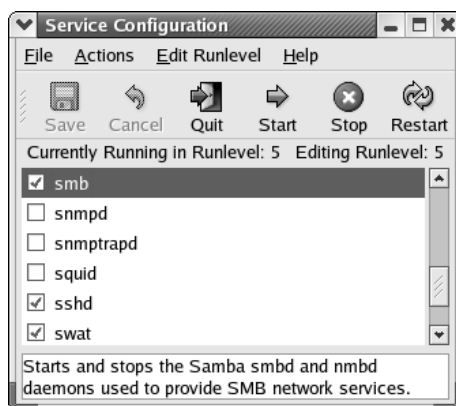 Service Configuration
File Actions Edit Runlevel Help
Save Cancel Quit Start Stop Restart
Currently Running in Runlevel: 5 Editing Runlevel: 5
smb
snmpd
snmptrapd
squid
sshd
swat
Starts and stops the Samba smbd and nmbd
daemons used to provide SMB network services.